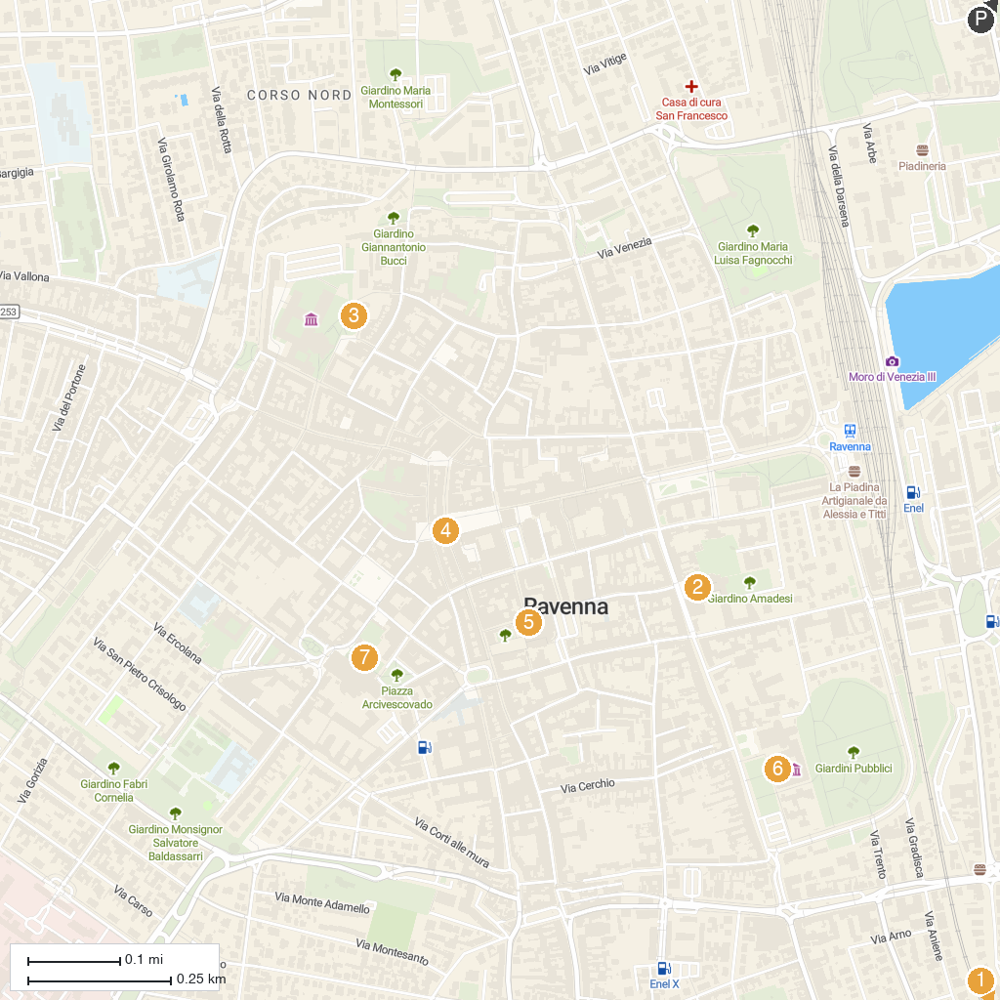 P
Via Vitige
CORSO NORD
Giardino Maria
Montessori
Via della Rotta
Casa di cura
San Francesco
Via Arbe
Via Girolamo Rota
Piadineria
Via della Darsena
Bargigia
Giardino
Giannantonio
Bucci
Via Venezia
Giardino Maria
Luisa Fagnocchi
Via Vallona
253
3
Moro di Venezia III
Via del Portone
Ravenna
La Piadina
Artigianale da
Alessia e Titti
Enel
4
2
Giardino Amadesi
Ravenna
5
Via Ercolana
7
Via San Pietro Crisologo
Piazza
Arcivescovado
6
Giardini Pubblici
Via Gorizia
Giardino Fabri
Cornelia
Via Cerchio
Giardino Monsignor
Salvatore
Baldassarri
Via Corti alle mura
Via Trento
Via Gradisca
Via Carso
Via Monte Adamello
Via Arno
Via Aniene
Via Montesanto
0.1 mi
0.25 km
Enel X
1